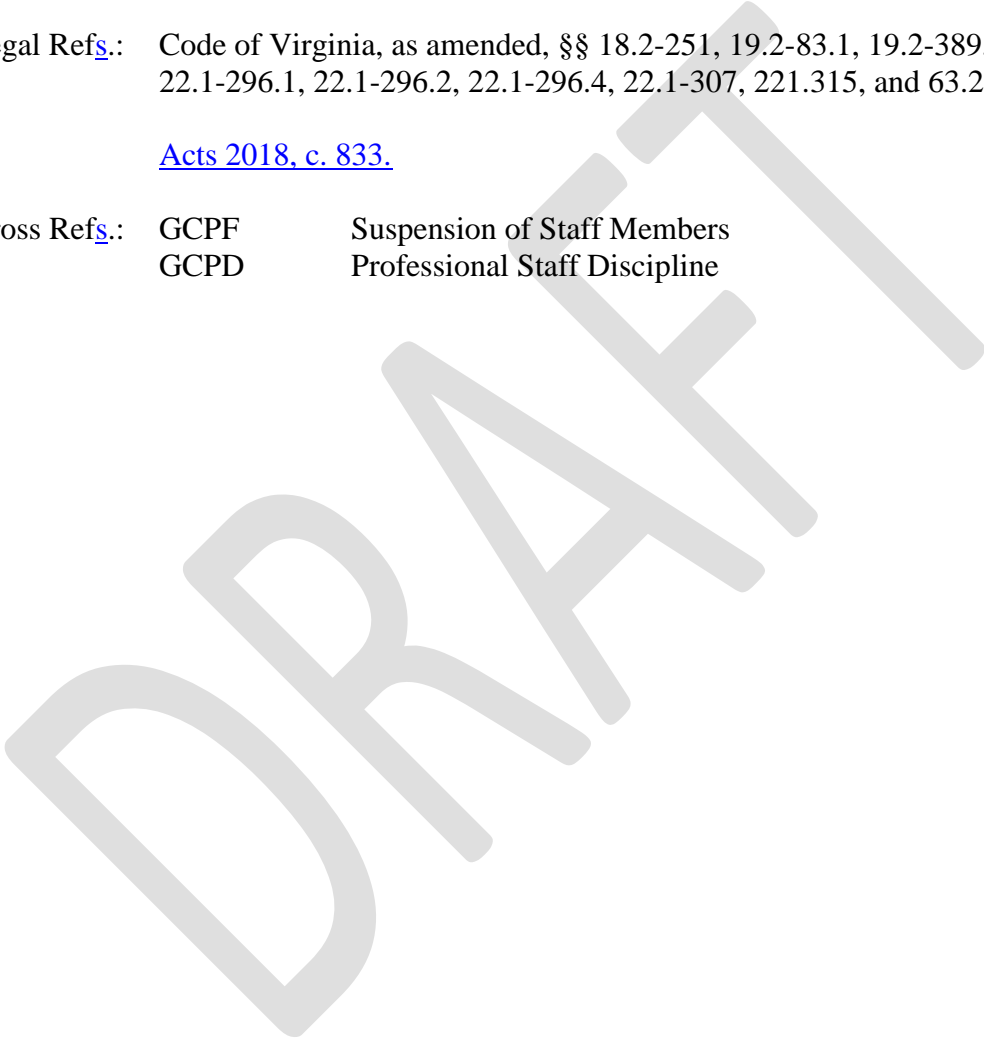 egal Refs.: Code of Virginia, as amended, §§ 18.2-251, 19.2-83.1, 19.2-389.
22.1-296.1, 22.1-296.2, 22.1-296.4, 22.1-307, 221.315, and 63.2
Acts 2018, c. 833.
oss Refs.: GCPF Suspension of Staff Members
GCPD Professional Staff Discipline
DRAFT